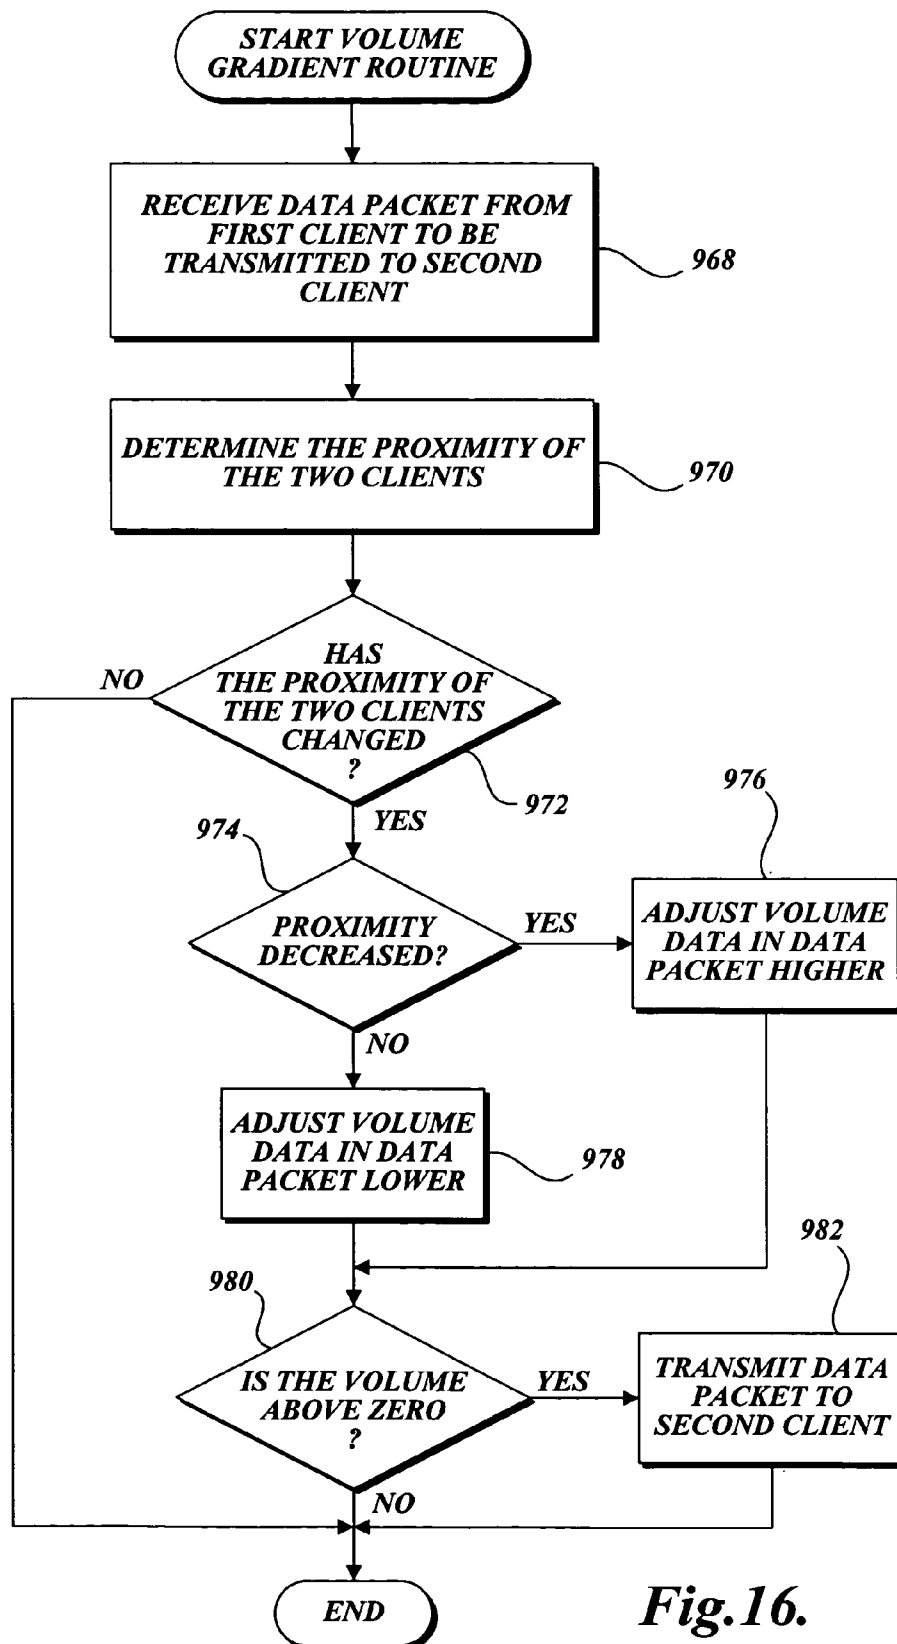 START VOLUME
GRADIENT ROUTINE
RECEIVE DATA PACKET FROM
FIRST CLIENT TO BE
TRANSMITTED TO SECOND
CLIENT
968
DETERMINE THE PROXIMITY OF
THE TWO CLIENTS
970
HAS
THE PROXIMITY OF
THE TWO CLIENTS
CHANGED
?
NO
972
YES
974
976
PROXIMITY
DECREASED?
YES
ADJUST VOLUME
DATA IN DATA
PACKET HIGHER
NO
ADJUST VOLUME
DATA IN DATA
PACKET LOWER
978
980
982
IS THE VOLUME
ABOVE ZERO
?
YES
TRANSMIT DATA
PACKET TO
SECOND CLIENT
NO
END
Fig.16.